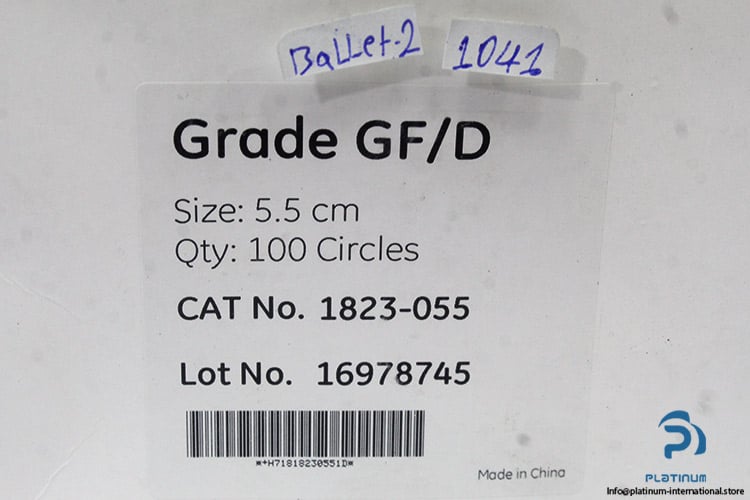 BaLLet-2 1041
Grade GF/D
Size: 5.5 cm
Qty: 100 Circles
CAT No. 1823-055
Lot No. 16978745
*+H71818230551D*
Made in China
PLATINUM
Info@platinum-international.store